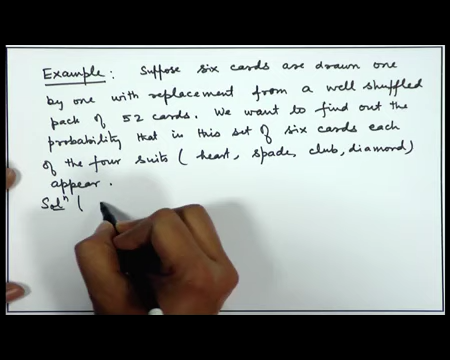 Example: Suppose six cards are drawn one
by one with replacement from a well shuffled
pack of 52 cards. We want to find out the
probability that in this set of six cards each
of the four suits ( heart, spade, club, diamond)
appear.
Solⁿ (